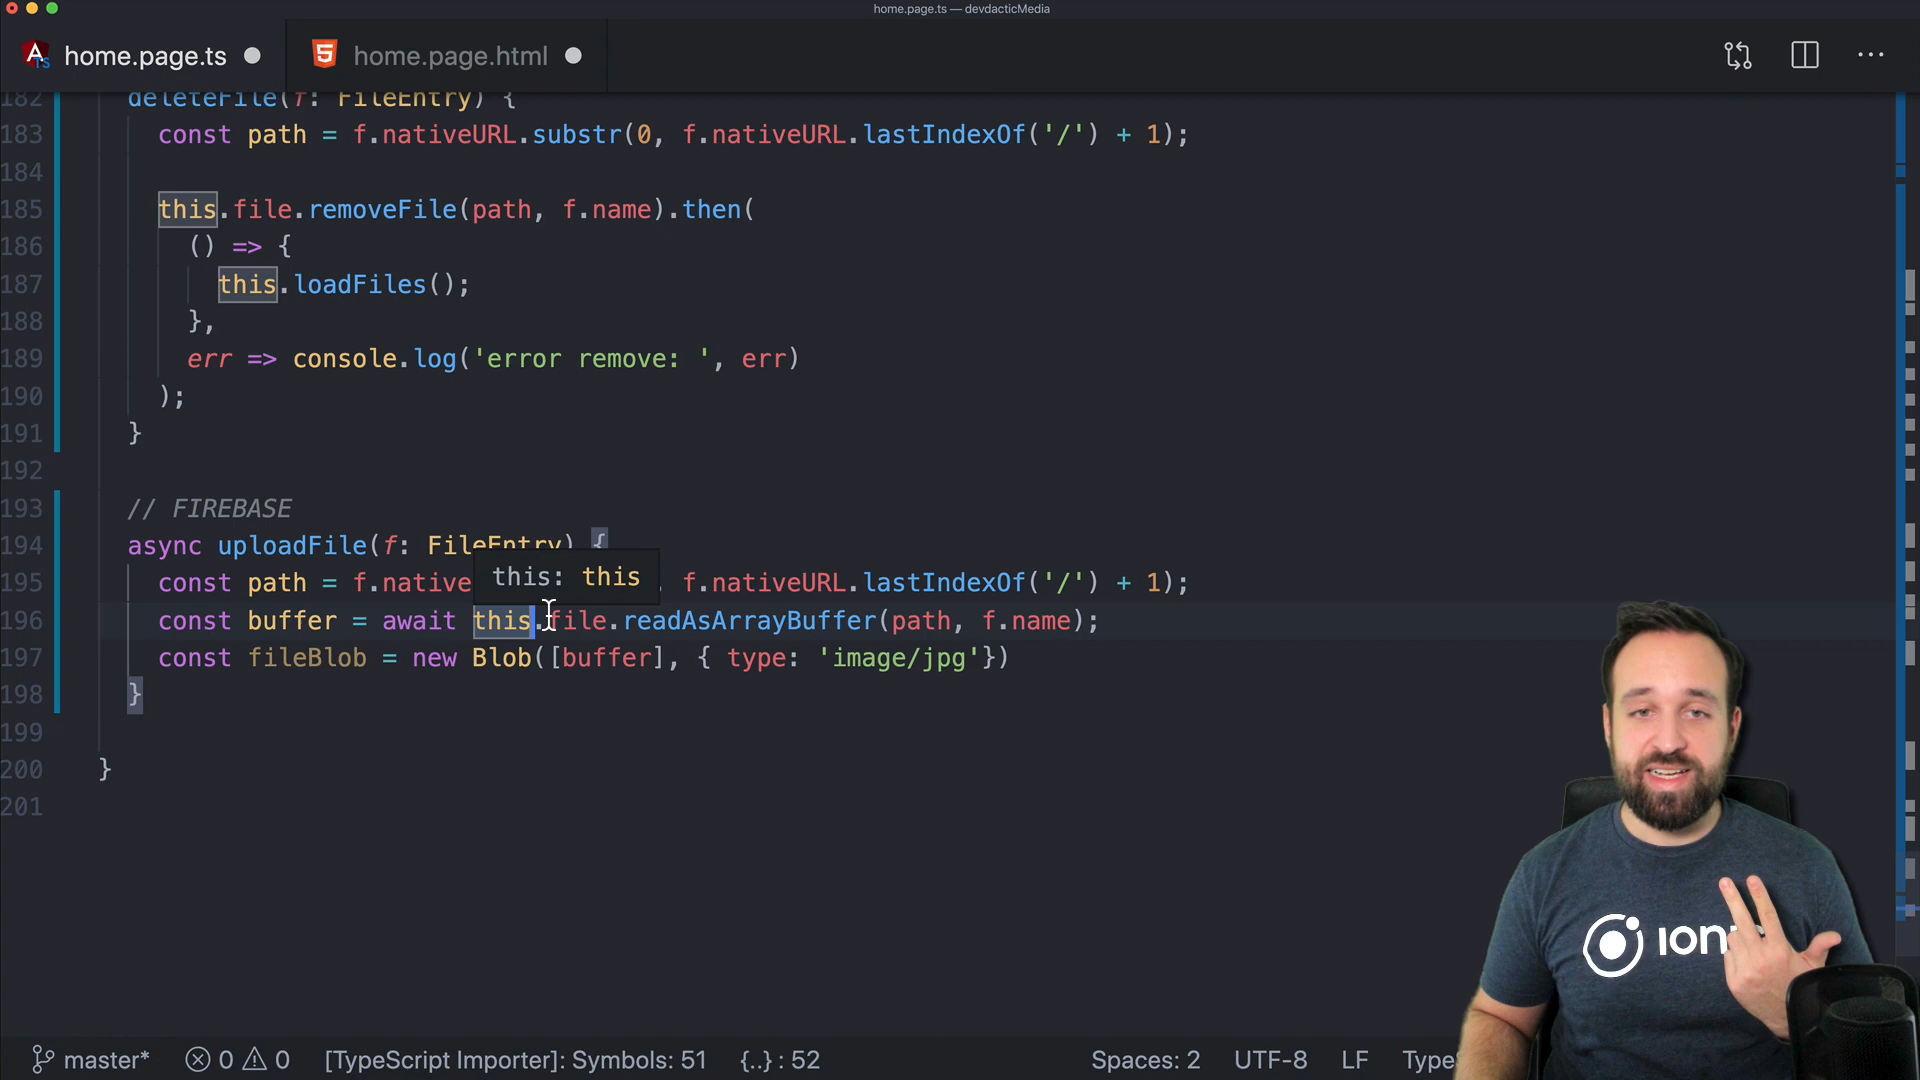 home.page.ts — devdacticMedia
home.page.ts
home.page.html
182 deleteFile(f: FileEntry) {
183 const path = f.nativeURL.substr(0, f.nativeURL.lastIndexOf('/') + 1);
184
185 this.file.removeFile(path, f.name).then(
186 () => {
187 this.loadFiles();
188 },
189 err => console.log('error remove: ', err)
190 );
191 }
192
193 // FIREBASE
194 async uploadFile(f: FileEntry) {
this: this
195 const path = f.native f.nativeURL.lastIndexOf('/') + 1);
196 const buffer = await this.file.readAsArrayBuffer(path, f.name);
197 const fileBlob = new Blob([buffer], { type: 'image/jpg'})
198 }
199
200 }
201
master* 0 0 [TypeScript Importer]: Symbols: 51 {..} : 52 Spaces: 2 UTF-8 LF Type